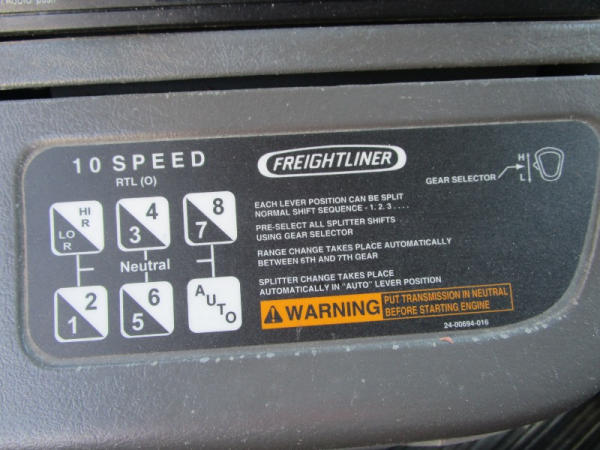 AUDIO push
10 SPEED
RTL (O)
FREIGHTLINER
GEAR SELECTOR
H
L
HI
R
LO
R
4
3
8
7
Neutral
2
1
6
5
AUTO
EACH LEVER POSITION CAN BE SPLIT
NORMAL SHIFT SEQUENCE - 1. 2. 3 . . . .
PRE-SELECT ALL SPLITTER SHIFTS
USING GEAR SELECTOR
RANGE CHANGE TAKES PLACE AUTOMATICALLY
BETWEEN 6TH AND 7TH GEAR
SPLITTER CHANGE TAKES PLACE
AUTOMATICALLY IN "AUTO" LEVER POSITION
WARNING
PUT TRANSMISSION IN NEUTRAL
BEFORE STARTING ENGINE
24-00694-016